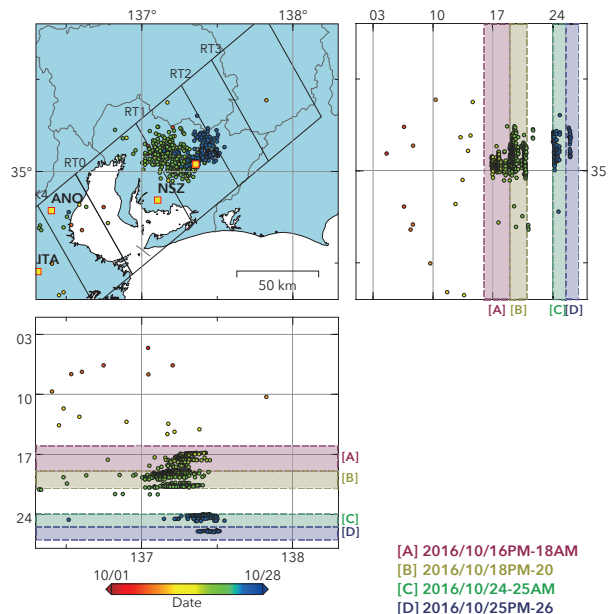 137° 138°
03 10 17 24
RT3
RT2
RT1
RT0
35°
35
ANO
NSZ
50 km
[A] [B] [C] [D]
03
10
17
24
[A]
[B]
[C]
[D]
137 138
10/01 10/28
Date
[A] 2016/10/16PM-18AM
[B] 2016/10/18PM-20
[C] 2016/10/24-25AM
[D] 2016/10/25PM-26